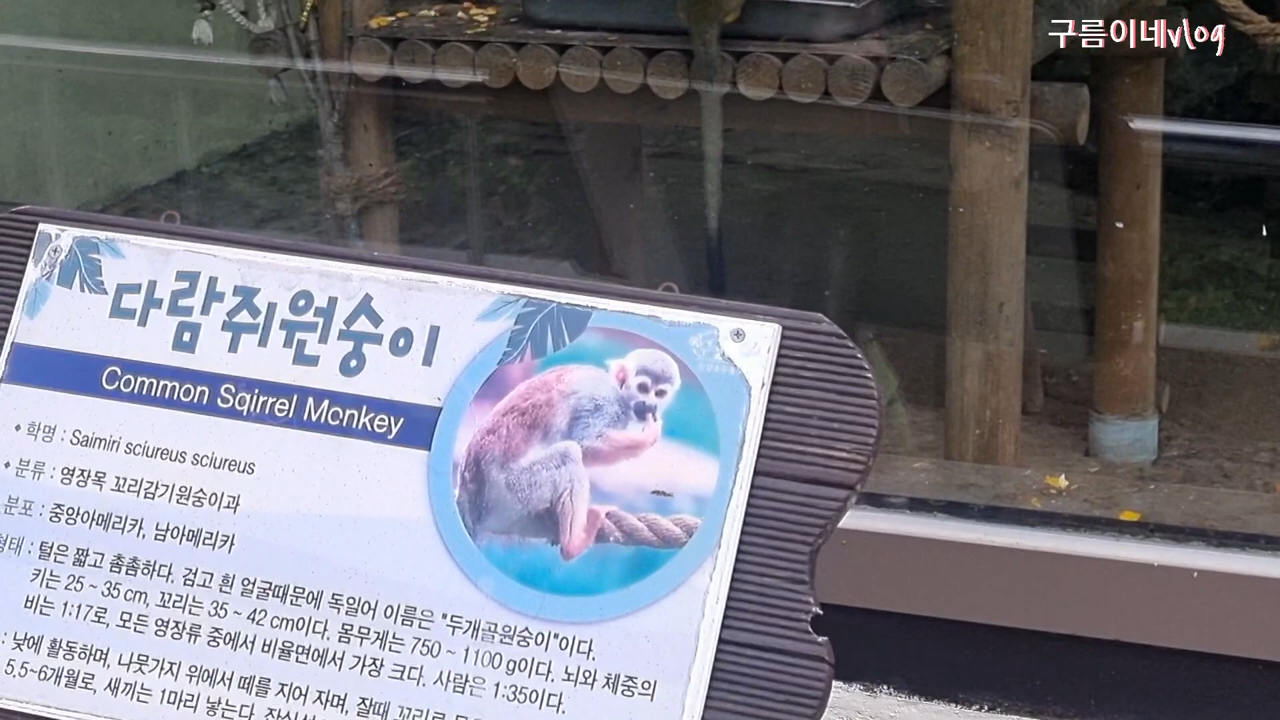 구름이네vlog
다람쥐원숭이
Common Sqirrel Monkey
• 학명 : Saimiri sciureus sciureus
• 분류 : 영장목 꼬리감기원숭이과
분포 : 중앙아메리카, 남아메리카
형태 : 털은 짧고 촘촘하다. 검고 흰 얼굴때문에 독일어 이름은 "두개골원숭이"이다.
키는 25 ~ 35 cm, 꼬리는 35 ~ 42 cm이다. 몸무게는 750 ~ 1100 g이다. 뇌와 체중의
비는 1:17로, 모든 영장류 중에서 비율면에서 가장 크다. 사람은 1:35이다.
: 낮에 활동하며, 나뭇가지 위에서 떼를 지어 자며, 잘때 꼬리로
5.5~6개월로, 새끼는 1마리 낳는다.